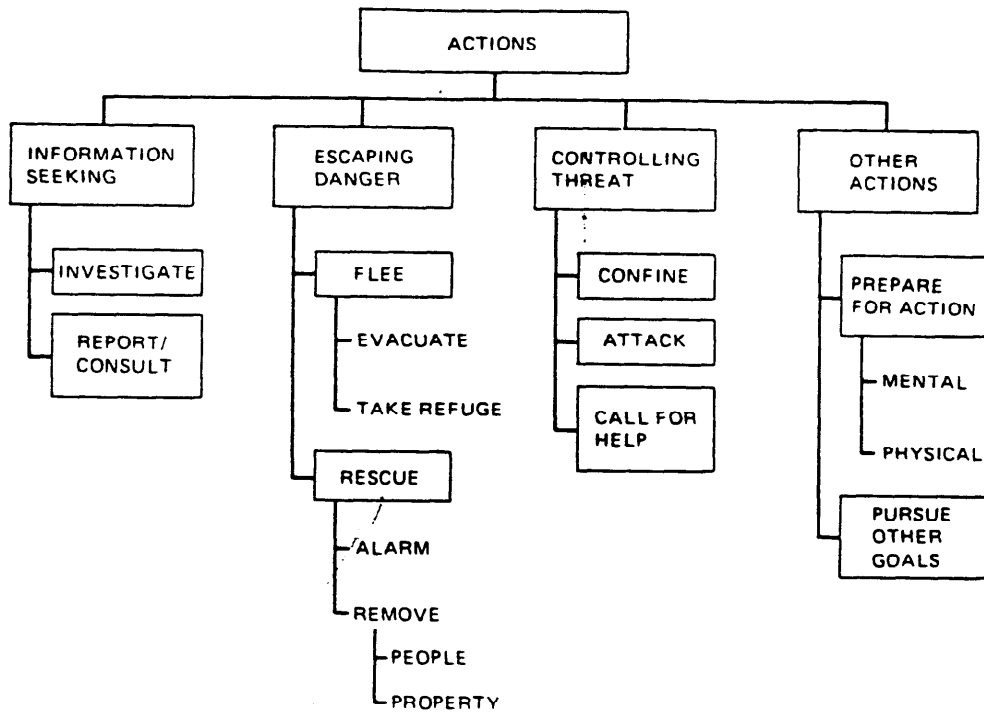 ACTIONS
INFORMATION
SEEKING
INVESTIGATE
REPORT/
CONSULT
ESCAPING
DANGER
FLEE
EVACUATE
TAKE REFUGE
RESCUE
ALARM
REMOVE
PEOPLE
PROPERTY
CONTROLLING
THREAT
CONFINE
ATTACK
CALL FOR
HELP
OTHER
ACTIONS
PREPARE
FOR ACTION
MENTAL
PHYSICAL
PURSUE
OTHER
GOALS